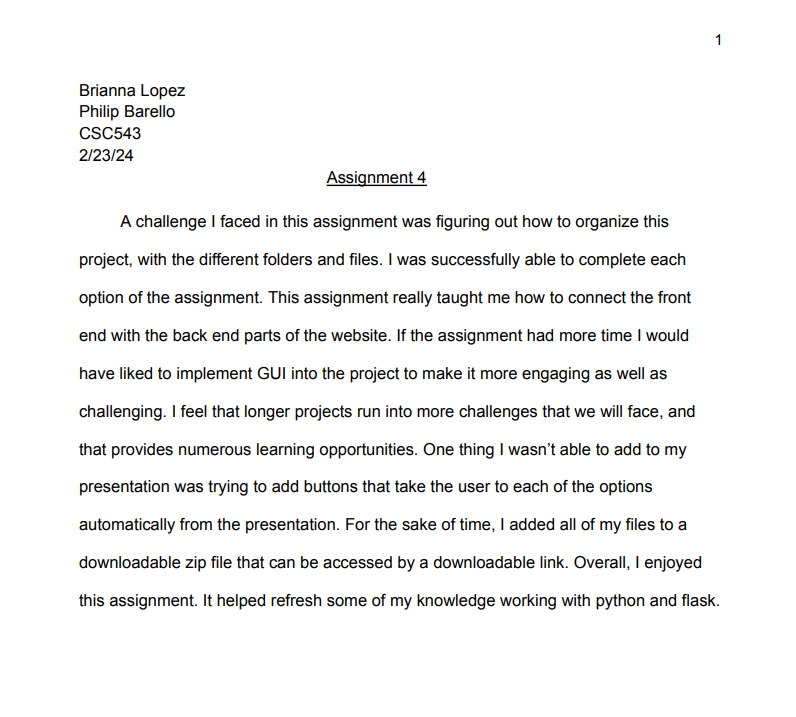 1
Brianna Lopez
Philip Barello
CSC543
2/23/24
Assignment 4
A challenge I faced in this assignment was figuring out how to organize this
project, with the different folders and files. I was successfully able to complete each
option of the assignment. This assignment really taught me how to connect the front
end with the back end parts of the website. If the assignment had more time I would
have liked to implement GUI into the project to make it more engaging as well as
challenging. I feel that longer projects run into more challenges that we will face, and
that provides numerous learning opportunities. One thing I wasn’t able to add to my
presentation was trying to add buttons that take the user to each of the options
automatically from the presentation. For the sake of time, I added all of my files to a
downloadable zip file that can be accessed by a downloadable link. Overall, I enjoyed
this assignment. It helped refresh some of my knowledge working with python and flask.